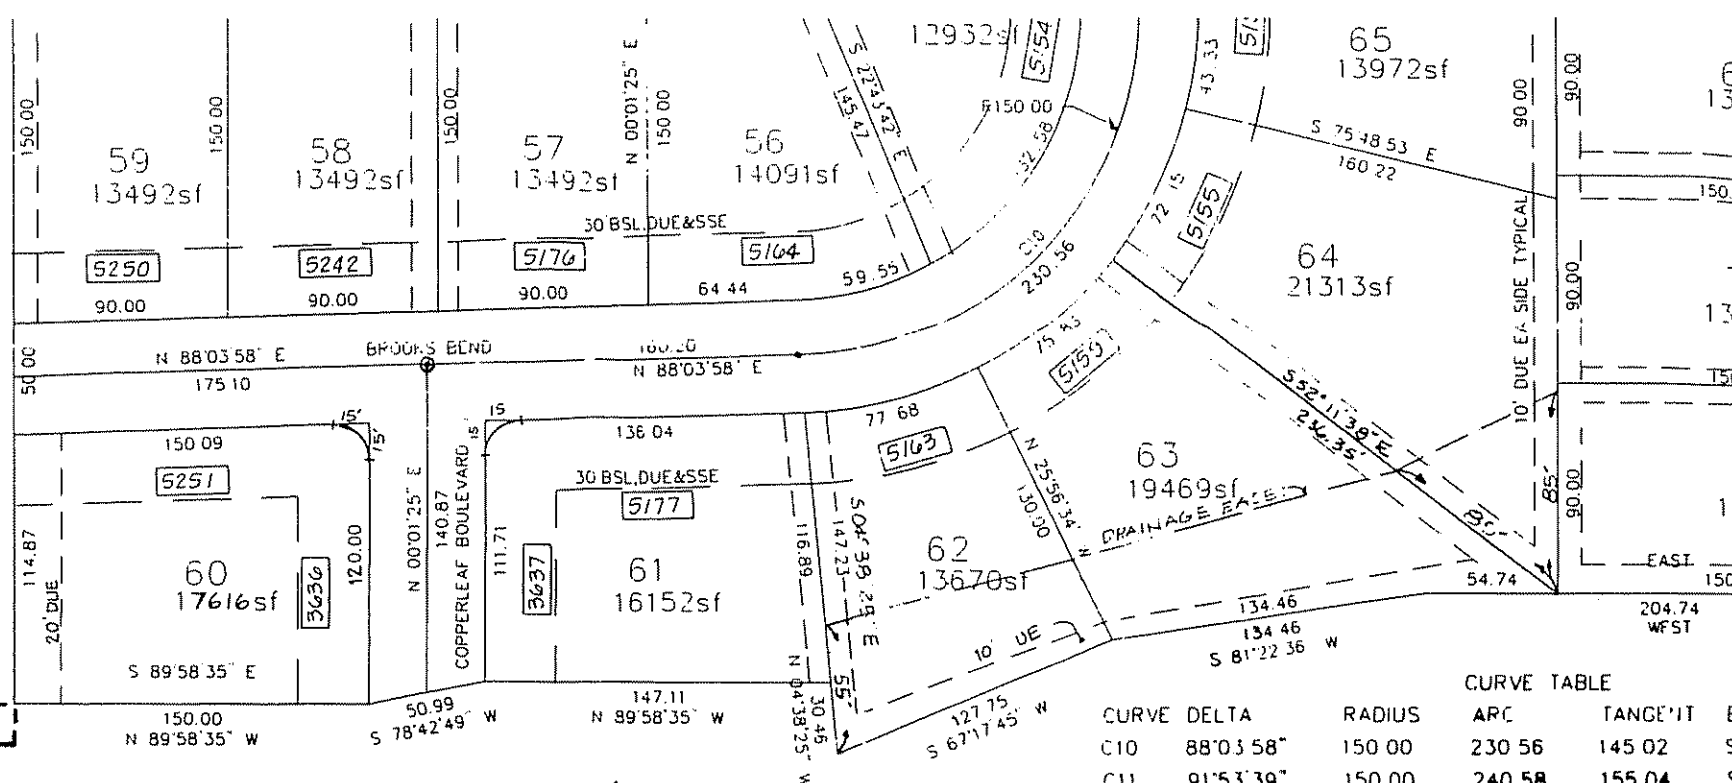 59
13492sf
58
13492sf
57
13492sf
56
14091sf
12932sf
5154
65
13972sf
150.00
150.00
150.00
N 00°01'25" E
150.00
S 22°43'42" E
145.47
R150 00
43.33
S 75 48 53 E
160 22
90 00
10' DUE EA SIDE TYPICAL
90.00
90.00
90.00
30 BSL,DUE&SSE
5250
5242
5176
5164
90.00
90.00
90.00
64 44
59.55
C10
230.56
72 15
5155
64
21313sf
50.00
N 88°03'58" E
175 10
BROOKS BEND
N 88°03'58" E
5159
77 68
5163
S 52° 11'39" E
236.35'
15'
15'
150 09
5251
15
15'
136 04
30 BSL,DUE&SSE
5177
114.87
20' DUE
60
17616sf
3636
120.00
N 00°01'25" E
140.87
COPPERLEAF BOULEVARD
111.71
3637
61
16152sf
116.89
147.23
62
13670sf
N 25°56'34"
130.00
63
19469sf
85'
54.74
EAST
204.74
WEST
134.46
134 46
S 81°22 36 W
10' UE
127.75
S 67°17'45" W
55'
30 46
N 04°38'25" W
S 89°58'35" E
150.00
N 89°58'35" W
50.99
S 78°42'49" W
147.11
N 89°58'35" W
CURVE TABLE
CURVE DELTA RADIUS ARC
C10 88°03 58" 150 00 230 56 145 02
C11 91°53'39" 150.00 240.58 155.04